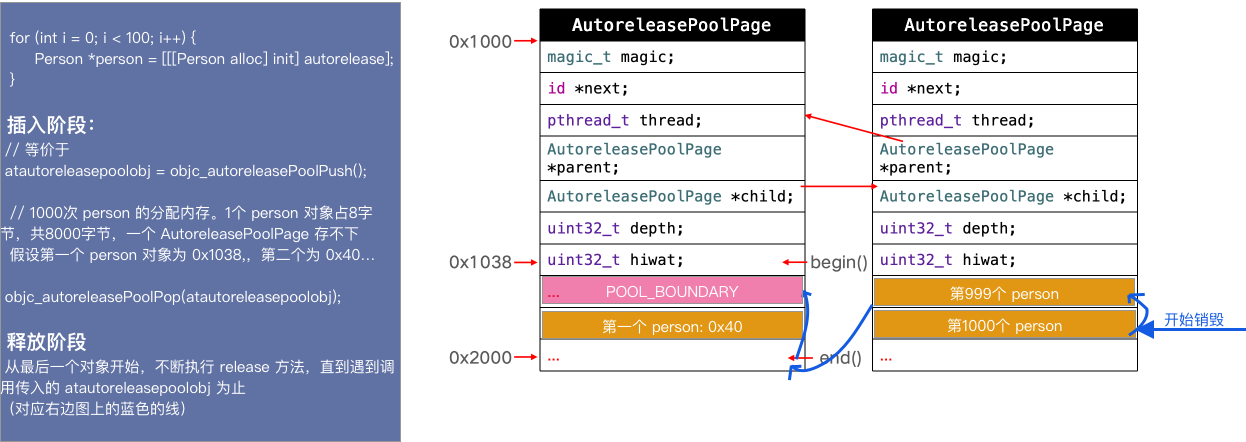 for (int i = 0; i < 100; i++) {
Person *person = [[[Person alloc] init] autorelease];
}
插入阶段：
// 等价于
atautoreleasepoolobj = objc_autoreleasePoolPush();
// 1000次 person 的分配内存。1个 person 对象占8字
节，共8000字节，一个 AutoreleasePoolPage 存不下
假设第一个 person 对象为 0x1038,，第二个为 0x40...
objc_autoreleasePoolPop(atautoreleasepoolobj);
释放阶段
从最后一个对象开始，不断执行 release 方法，直到遇到调
用传入的 atautoreleasepoolobj 为止
（对应右边图上的蓝色的线）
AutoreleasePoolPage
0x1000
magic_t magic;
id *next;
pthread_t thread;
AutoreleasePoolPage
*parent;
AutoreleasePoolPage *child;
uint32_t depth;
0x1038
uint32_t hiwat;
begin()
... POOL_BOUNDARY
第一个 person: 0x40
0x2000
...
end()
AutoreleasePoolPage
magic_t magic;
id *next;
pthread_t thread;
AutoreleasePoolPage
*parent;
AutoreleasePoolPage *child;
uint32_t depth;
uint32_t hiwat;
第999个 person
第1000个 person
...
开始销毁